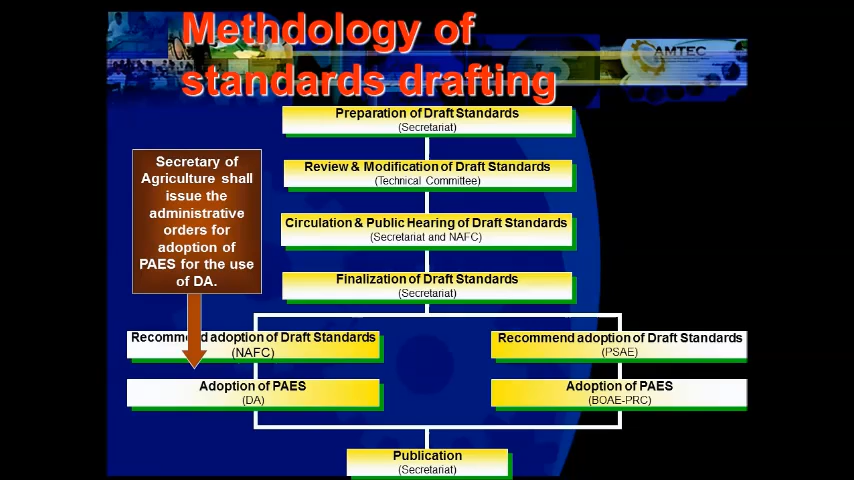 Methdology of
standards drafting
AMTEC
Preparation of Draft Standards
(Secretariat)
Review & Modification of Draft Standards
(Technical Committee)
Circulation & Public Hearing of Draft Standards
(Secretariat and NAFC)
Finalization of Draft Standards
(Secretariat)
Secretary of
Agriculture shall
issue the
administrative
orders for
adoption of
PAES for the use
of DA.
Recommend adoption of Draft Standards
(NAFC)
Recommend adoption of Draft Standards
(PSAE)
Adoption of PAES
(DA)
Adoption of PAES
(BOAE-PRC)
Publication
(Secretariat)